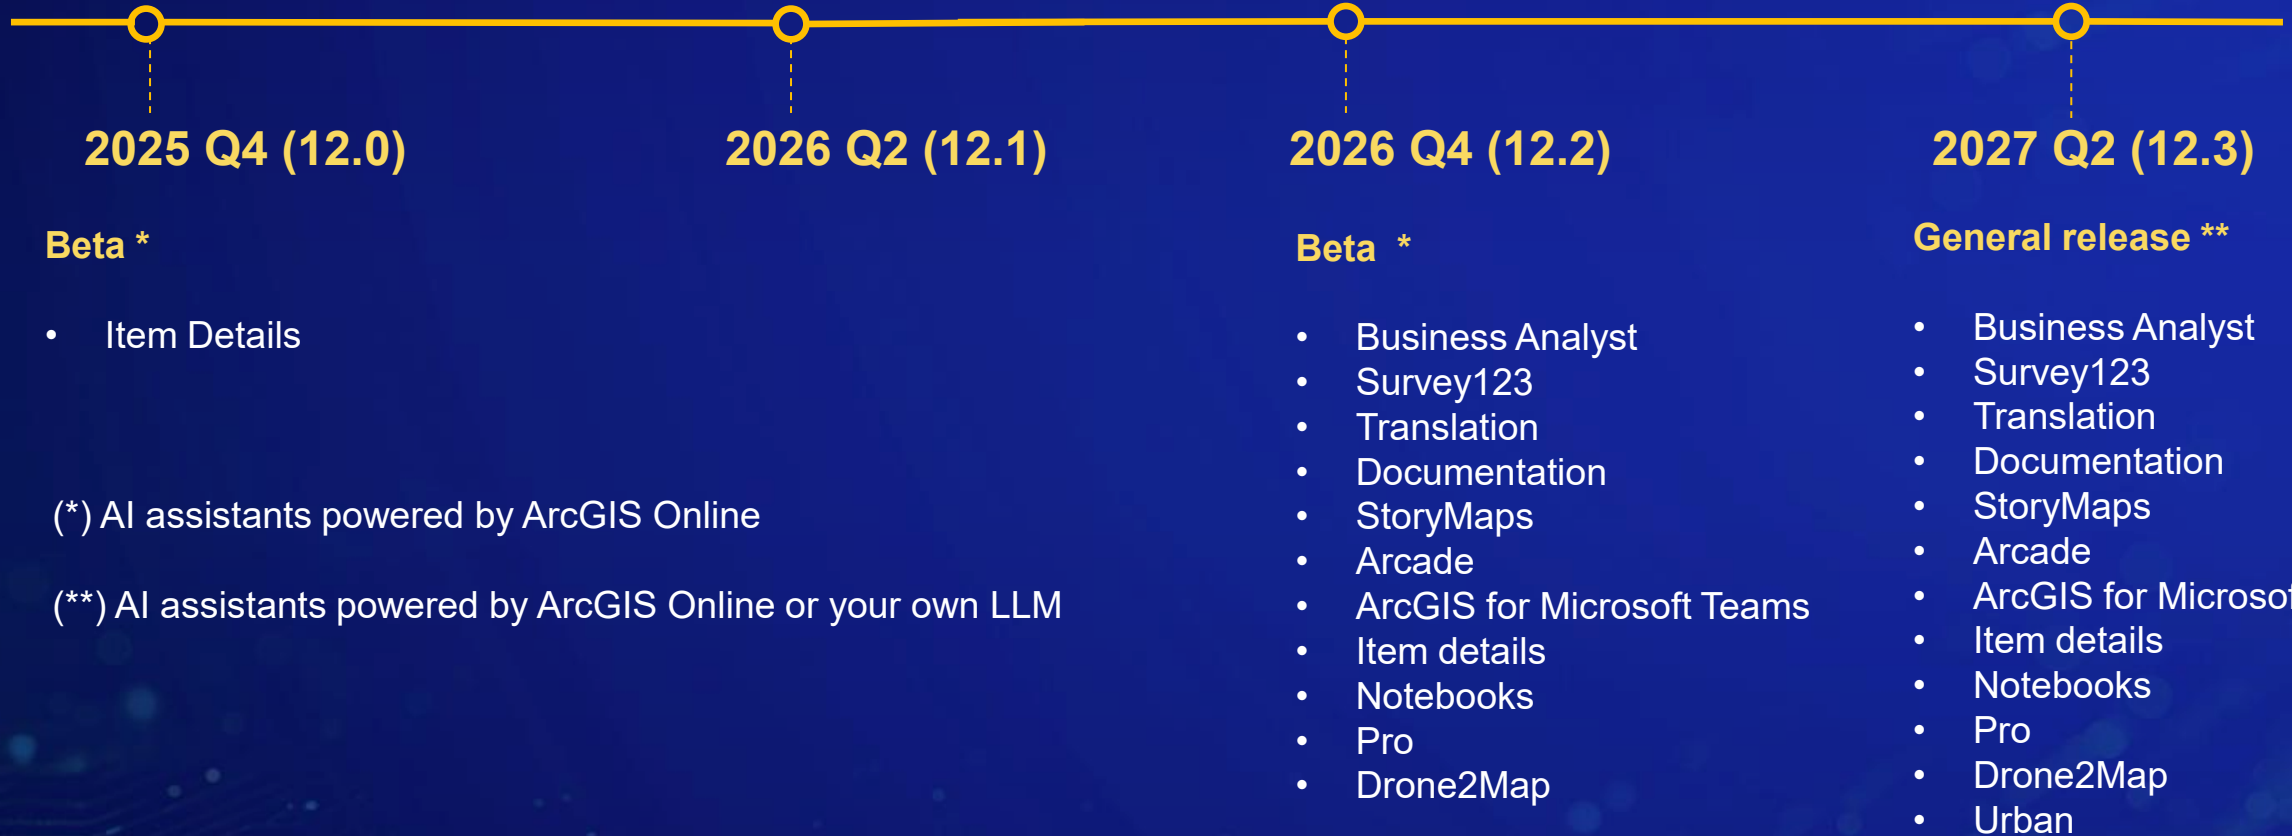 2025 Q4 (12.0)
Beta *
• Item Details
(*) AI assistants powered by ArcGIS Online
(**) AI assistants powered by ArcGIS Online or your own LLM
2026 Q2 (12.1)
2026 Q4 (12.2)
Beta *
• Business Analyst
• Survey123
• Translation
• Documentation
• StoryMaps
• Arcade
• ArcGIS for Microsoft Teams
• Item details
• Notebooks
• Pro
• Drone2Map
2027 Q2 (12.3)
General release **
• Business Analyst
• Survey123
• Translation
• Documentation
• StoryMaps
• Arcade
• ArcGIS for
• Item details
• Notebooks
• Pro
• Drone2Map
• Urban